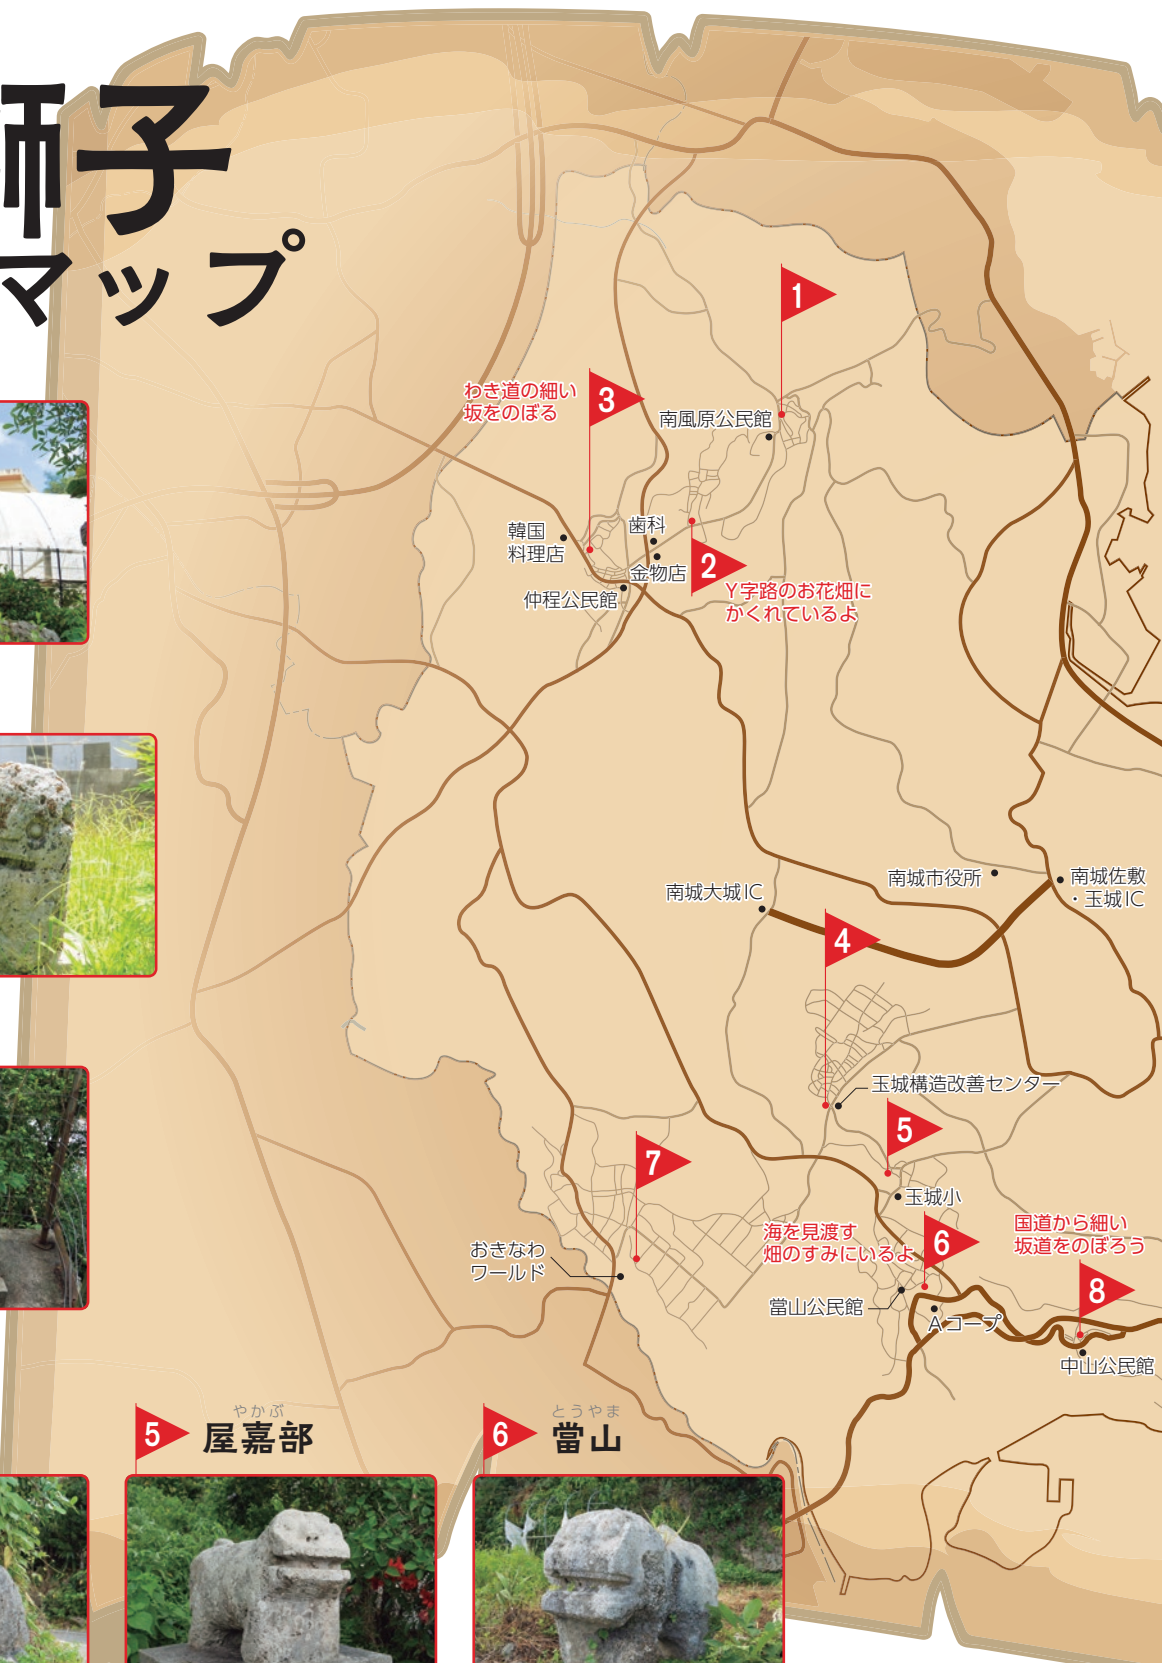 獅子
マップ
1
わき道の細い
坂をのぼる
3
南風原公民館
韓国
料理店
歯科
金物店
仲程公民館
2
Y字路のお花畑に
かくれているよ
南城大城IC
南城市役所
南城佐敷
・玉城IC
4
玉城構造改善センター
5
玉城小
7
海を見渡す
畑のすみにいるよ
6
国道から細い
坂道をのぼろう
8
おきなわ
ワールド
當山公民館
Aコープ
中山公民館
やかぶ
5 屋嘉部
とうやま
6 當山